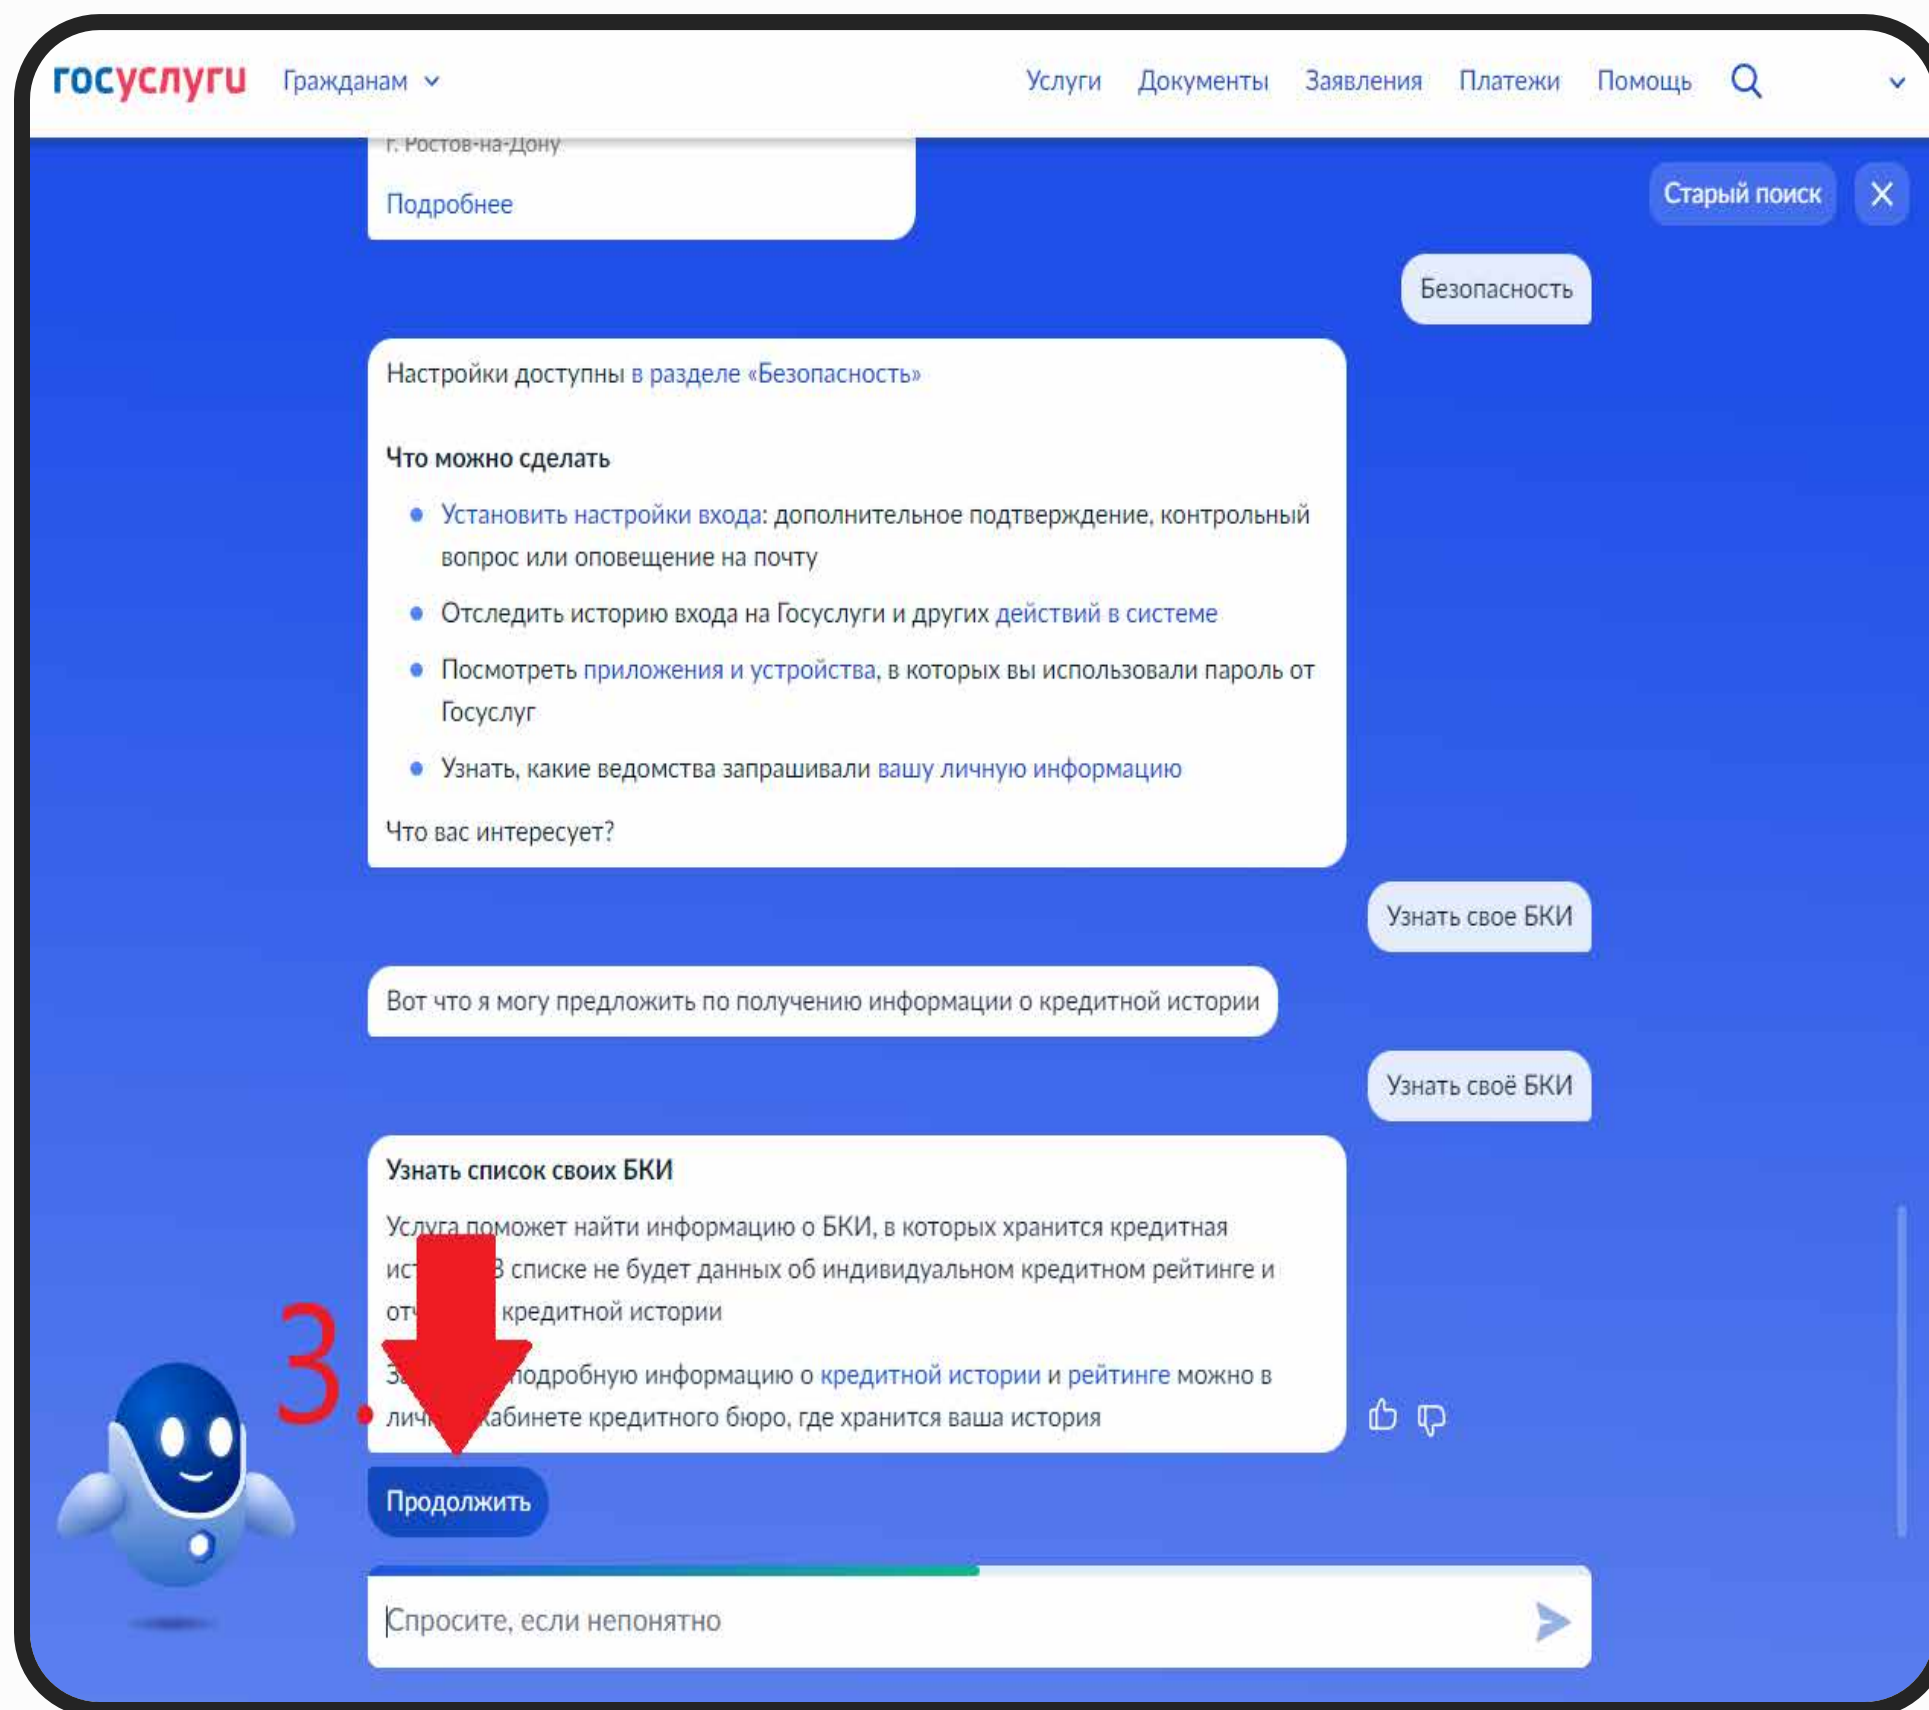 госуслуги Гражданам Услуги Документы Заявления Платежи Помощь
г. Ростов-на-Дону
Подробнее
Старый поиск
Безопасность
Настройки доступны в разделе «Безопасность»
Что можно сделать
Установить настройки входа: дополнительное подтверждение, контрольный
вопрос или оповещение на почту
Отследить историю входа на Госуслуги и других действий в системе
Посмотреть приложения и устройства, в которых вы использовали пароль от
Госуслуг
Узнать, какие ведомства запрашивали вашу личную информацию
Что вас интересует?
Узнать свое БКИ
Вот что я могу предложить по получению информации о кредитной истории
Узнать своё БКИ
Узнать список своих БКИ
Услуга поможет найти информацию о БКИ, в которых хранится кредитная
списке не будет данных об индивидуальном кредитном рейтинге и
кредитной истории
3.
подробную информацию о кредитной истории и рейтинге можно в
кабинете кредитного бюро, где хранится ваша история
Продолжить
Спросите, если непонятно